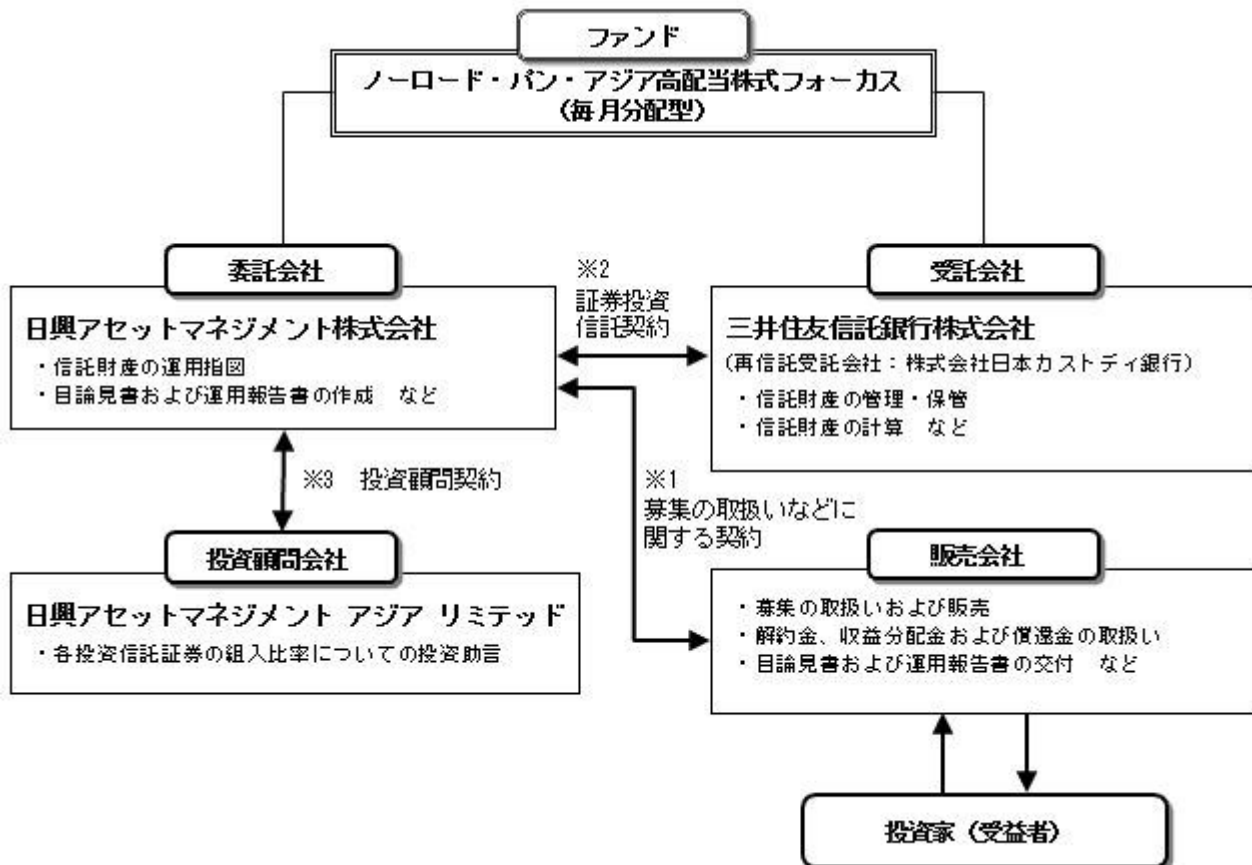 ファンド
ノーロード・パン・アジア高配当株式フォーカス
（毎月分配型）
委託会社
日興アセットマネジメント株式会社
・信託財産の運用指図
・目論見書および運用報告書の作成　など
※2
証券投資
信託契約
受託会社
三井住友信託銀行株式会社
（再信託受託会社：株式会社日本カストディ銀行）
・信託財産の管理・保管
・信託財産の計算　など
※3　投資顧問契約
※1
募集の取扱いなどに
関する契約
投資顧問会社
日興アセットマネジメント アジア リミテッド
・各投資信託証券の組入比率についての投資助言
販売会社
・募集の取扱いおよび販売
・解約金、収益分配金および償還金の取扱い
・目論見書および運用報告書の交付　など
投資家（受益者）